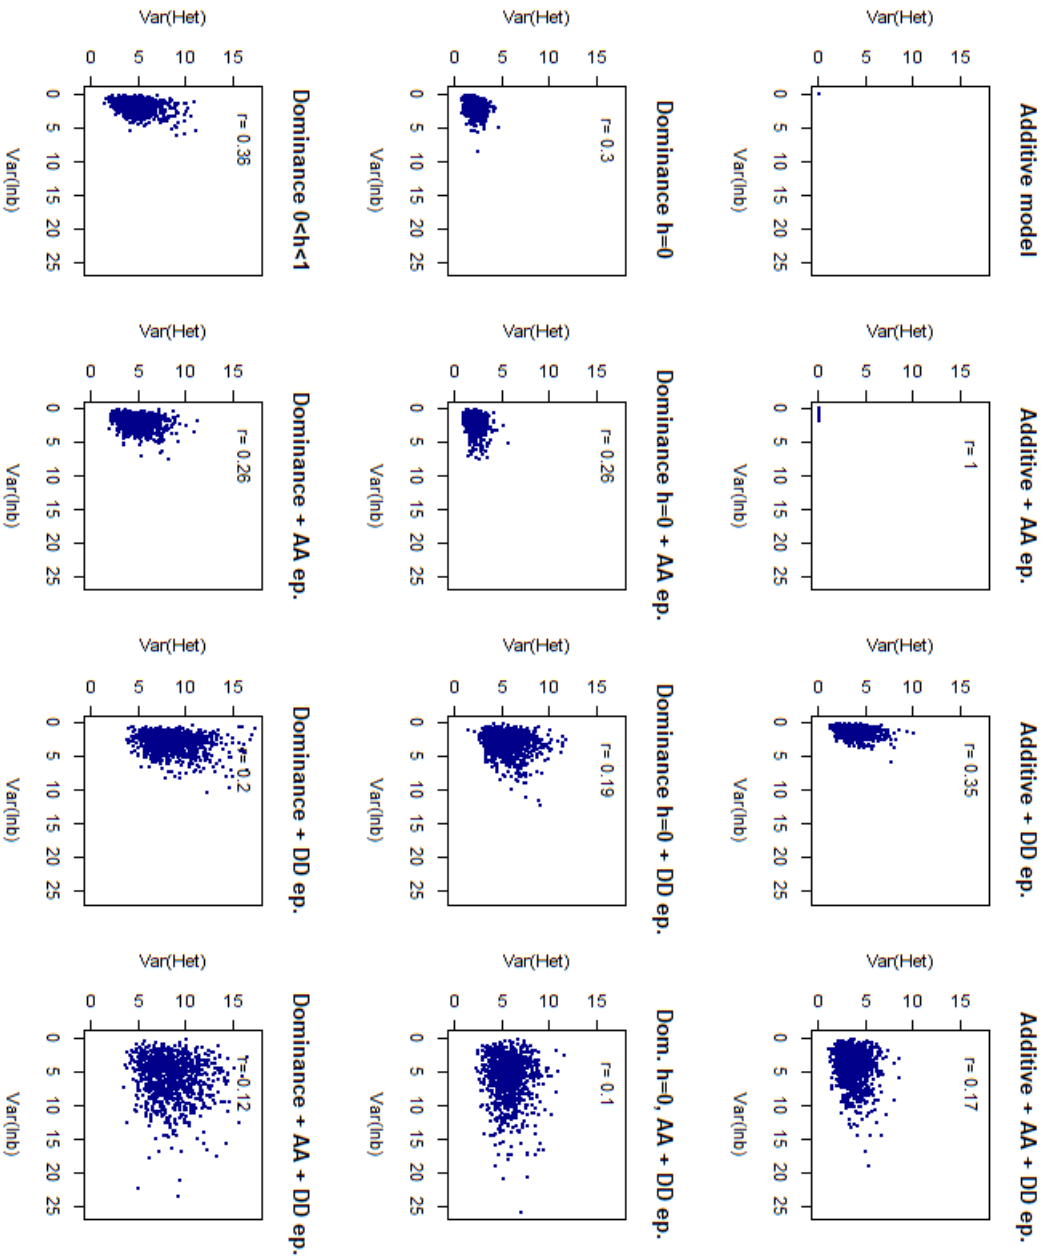 Additive model
Var(Het)
0 5 10 15
0 5 10 15 20 25
Var(Inb)
Additive + AA ep.
r= 1
Var(Het)
0 5 10 15
0 5 10 15 20 25
Var(Inb)
Additive + DD ep.
r= 0.35
Var(Het)
0 5 10 15
0 5 10 15 20 25
Var(Inb)
Additive + AA + DD ep.
r= 0.17
Var(Het)
0 5 10 15
0 5 10 15 20 25
Var(Inb)
Dominance h=0
r= 0.3
Var(Het)
0 5 10 15
0 5 10 15 20 25
Var(Inb)
Dominance h=0 + AA ep.
r= 0.26
Var(Het)
0 5 10 15
0 5 10 15 20 25
Var(Inb)
Dominance h=0 + DD ep.
r= 0.19
Var(Het)
0 5 10 15
0 5 10 15 20 25
Var(Inb)
Dom. h=0, AA + DD ep.
r= 0.1
Var(Het)
0 5 10 15
0 5 10 15 20 25
Var(Inb)
Dominance 0<h<1
r= 0.36
Var(Het)
0 5 10 15
0 5 10 15 20 25
Var(Inb)
Dominance + AA ep.
r= 0.26
Var(Het)
0 5 10 15
0 5 10 15 20 25
Var(Inb)
Dominance + DD ep.
r= 0.2
Var(Het)
0 5 10 15
0 5 10 15 20 25
Var(Inb)
Dominance + AA + DD ep.
r= 0.12
Var(Het)
0 5 10 15
0 5 10 15 20 25
Var(Inb)